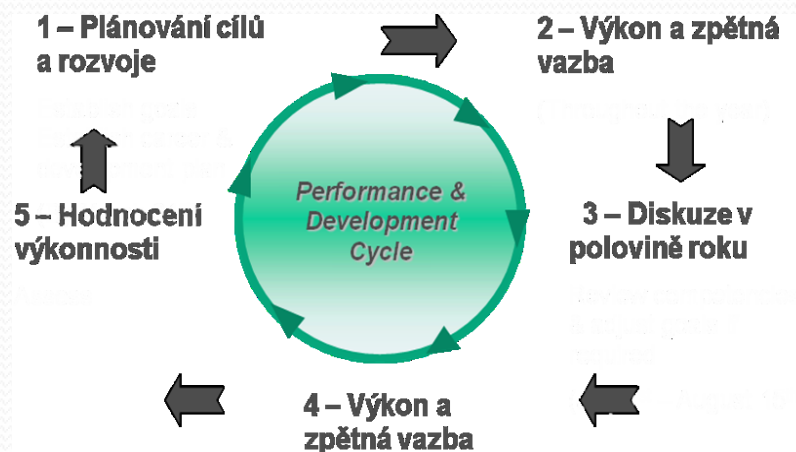 1 – Plánování cílů
a rozvoje
2 – Výkon a zpětná
vazba
Performance &
Development
Cycle
5 – Hodnocení
výkonnosti
3 – Diskuze v
polovině roku
4 – Výkon a
zpětná vazba